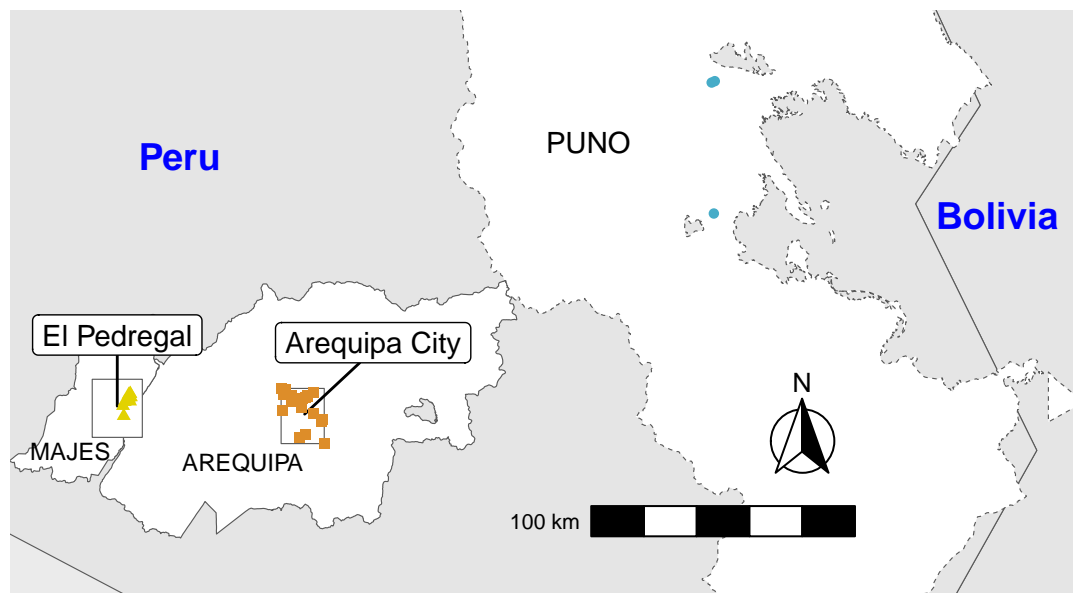 Peru
PUNO
Bolivia
El Pedregal
Arequipa City
MAJES
AREQUIPA
N
100 km